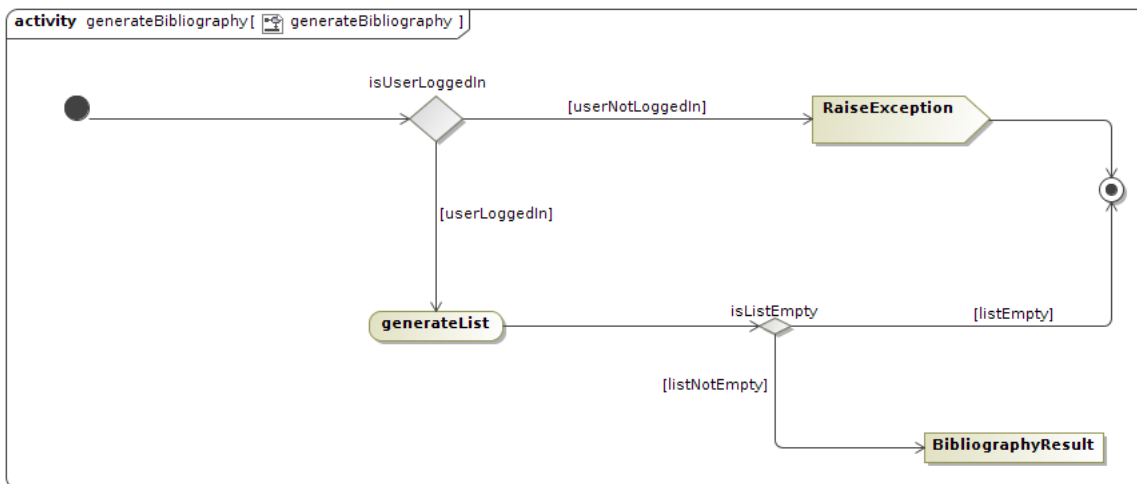 activity generateBibliography[ generateBibliography ]
isUserLoggedIn
[userNotLoggedIn]
RaiseException
[userLoggedIn]
generateList
isListEmpty
[listEmpty]
[listNotEmpty]
BibliographyResult